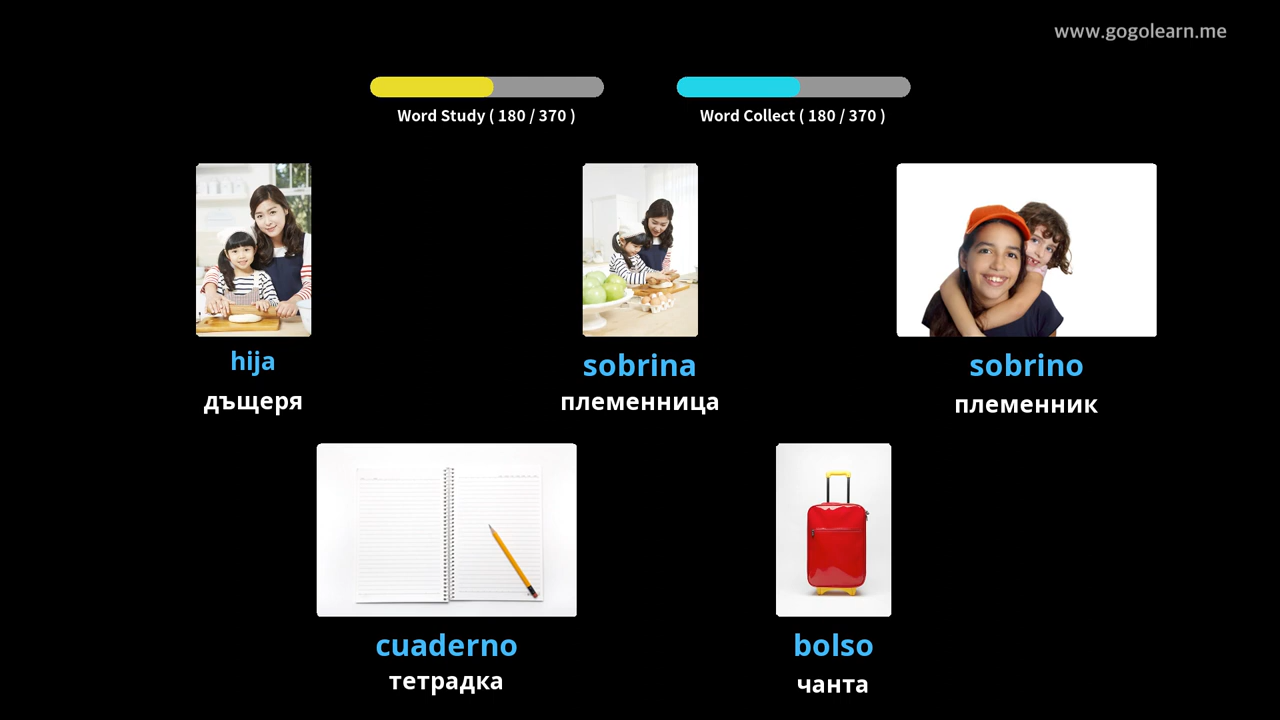 www.gogolearn.me
Word Study ( 180 / 370 )
Word Collect ( 180 / 370 )
hija
дъщеря
sobrina
племенница
sobrino
племенник
cuaderno
тетрадка
bolso
чанта